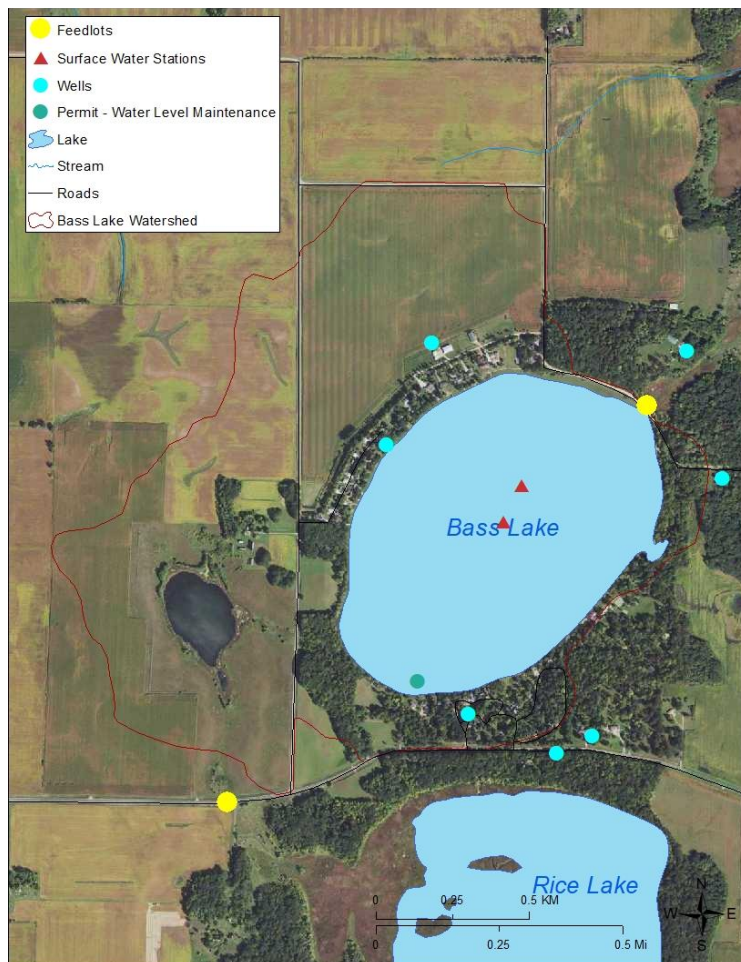 Feedlots
Surface Water Stations
Wells
Permit - Water Level Maintenance
Lake
Stream
Roads
Bass Lake Watershed
Bass Lake
Rice Lake
N
W E
S
0 0.25 0.5 KM
0 0.25 0.5 Mi